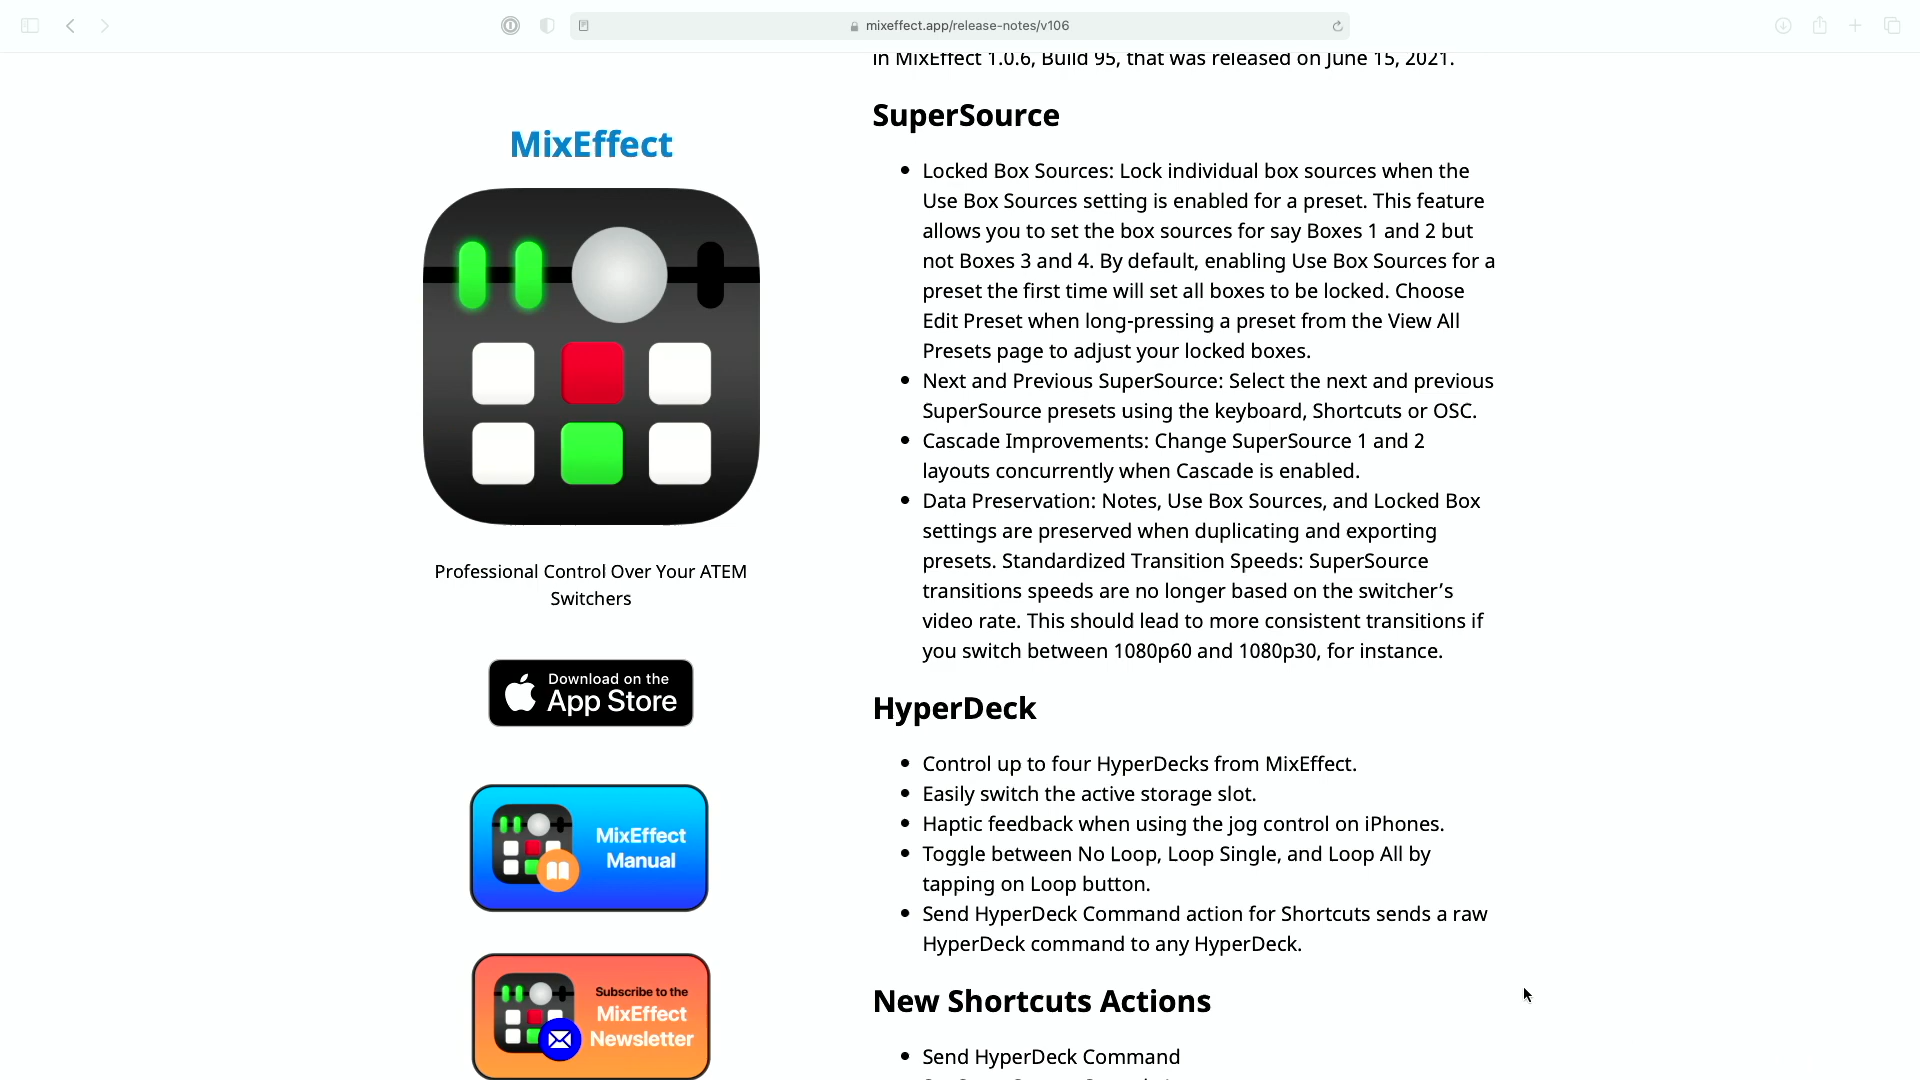 mixeffect.app/release-notes/v106
in MixEffect 1.0.6, Build 95, that was released on June 15, 2021.
MixEffect
Professional Control Over Your ATEM
Switchers
Download on the
App Store
MixEffect
Manual
Subscribe to the
MixEffect
Newsletter
SuperSource
Locked Box Sources: Lock individual box sources when the
Use Box Sources setting is enabled for a preset. This feature
allows you to set the box sources for say Boxes 1 and 2 but
not Boxes 3 and 4. By default, enabling Use Box Sources for a
preset the first time will set all boxes to be locked. Choose
Edit Preset when long-pressing a preset from the View All
Presets page to adjust your locked boxes.
Next and Previous SuperSource: Select the next and previous
SuperSource presets using the keyboard, Shortcuts or OSC.
Cascade Improvements: Change SuperSource 1 and 2
layouts concurrently when Cascade is enabled.
Data Preservation: Notes, Use Box Sources, and Locked Box
settings are preserved when duplicating and exporting
presets. Standardized Transition Speeds: SuperSource
transitions speeds are no longer based on the switcher’s
video rate. This should lead to more consistent transitions if
you switch between 1080p60 and 1080p30, for instance.
HyperDeck
Control up to four HyperDecks from MixEffect.
Easily switch the active storage slot.
Haptic feedback when using the jog control on iPhones.
Toggle between No Loop, Loop Single, and Loop All by
tapping on Loop button.
Send HyperDeck Command action for Shortcuts sends a raw
HyperDeck command to any HyperDeck.
New Shortcuts Actions
Send HyperDeck Command